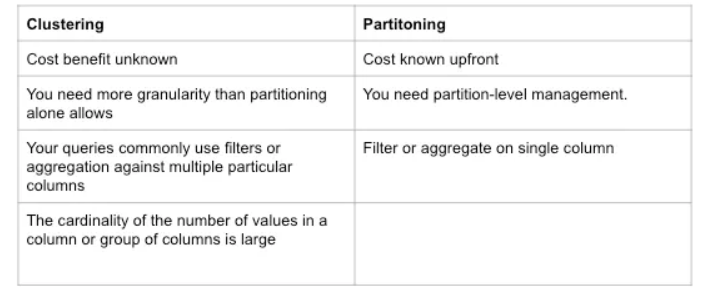 Clustering
Partitoning
Cost benefit unknown
Cost known upfront
You need more granularity than partitioning
alone allows
You need partition-level management.
Your queries commonly use filters or
aggregation against multiple particular
columns
Filter or aggregate on single column
The cardinality of the number of values in a
column or group of columns is large